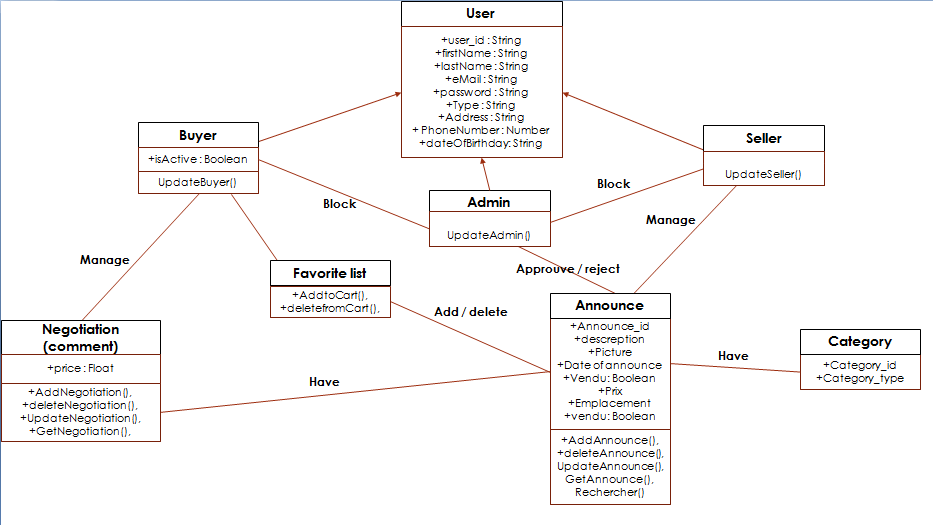 User
+user_id : String
+firstName : String
+lastName : String
+eMail : String
+password : String
+Type : String
+Address : String
+ PhoneNumber : Number
+dateOfBirthday: String
Buyer
+isActive : Boolean
UpdateBuyer()
Seller
UpdateSeller()
Block
Block
Admin
UpdateAdmin()
Manage
Manage
Approuve / reject
Favorite list
+AddtoCart(),
+deletefromCart(),
Add / delete
Negotiation
(comment)
+price : Float
+AddNegotiation(),
+deleteNegotiation(),
+UpdateNegotiation(),
+GetNegotiation(),
Have
Announce
+Announce_id
+descreption
+Picture
+Date of announce
+Vendu: Boolean
+Prix
+Emplacement
+vendu: Boolean
+AddAnnounce(),
+deleteAnnounce(),
UpdateAnnounce(),
GetAnnounce(),
Rechercher()
Have
Category
+Category_id
+Category_type